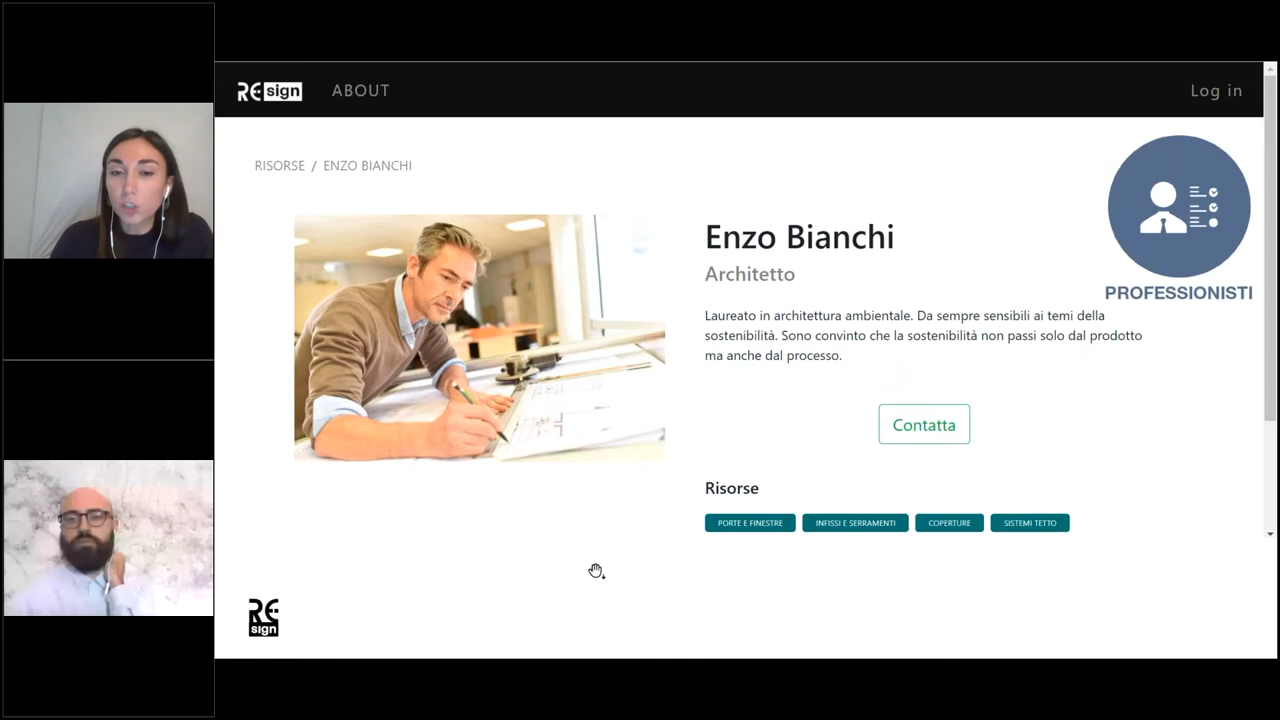 REsign
ABOUT
Log in
RISORSE / ENZO BIANCHI
Enzo Bianchi
Architetto
PROFESSIONISTI
Laureato in architettura ambientale. Da sempre sensibili ai temi della
sostenibilità. Sono convinto che la sostenibilità non passi solo dal prodotto
ma anche dal processo.
Contatta
Risorse
PORTE E FINESTRE
INFISSI E SERRAMENTI
COPERTURE
SISTEMI TETTO
RE
sign